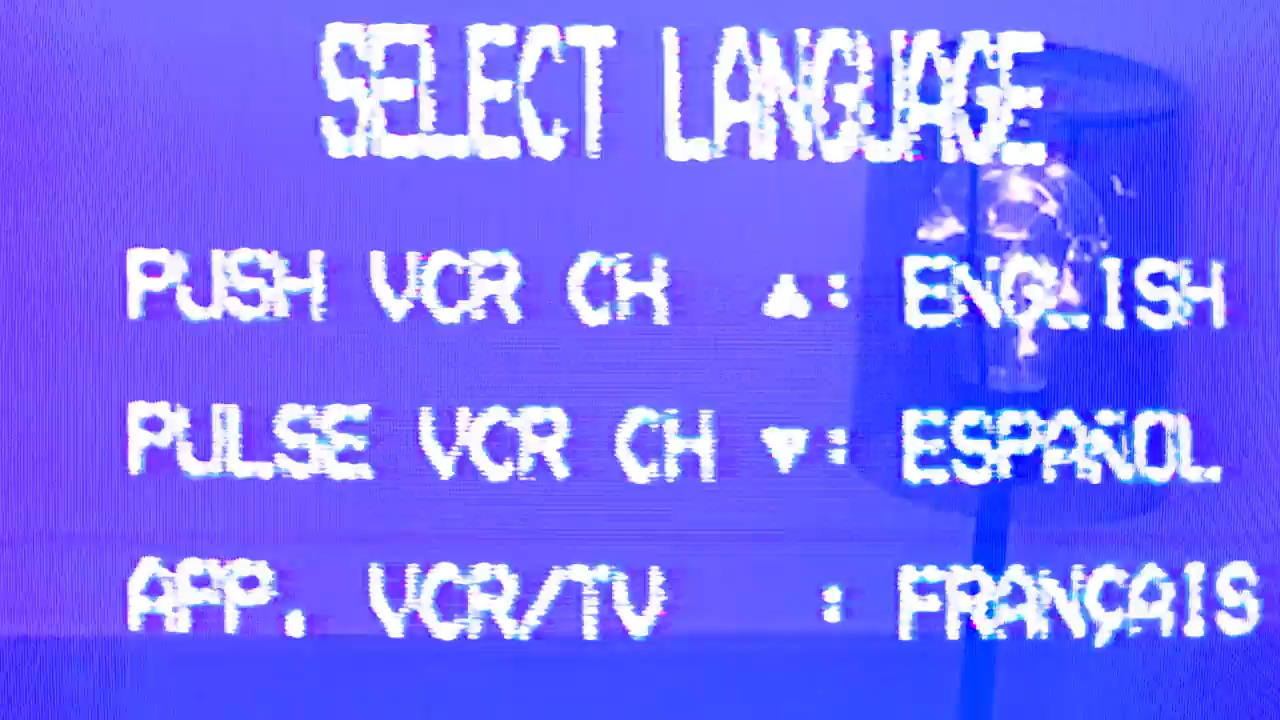 SELECT LANGUAGE
PUSH VCR CH ▲: ENGLISH
PULSE VCR CH ▼: ESPAÑOL
APP. VCR/TV : FRANÇAIS